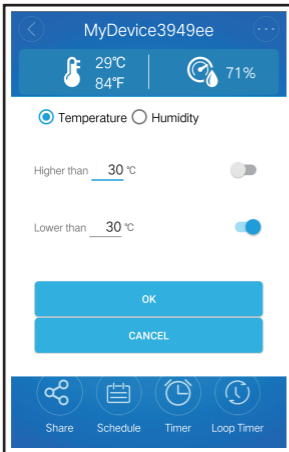 MyDevice3949ee
29℃
84℉
71%
Temperature Humidity
Higher than 30 ℃
Lower than 30 ℃
OK
CANCEL
Share Schedule Timer Loop Timer